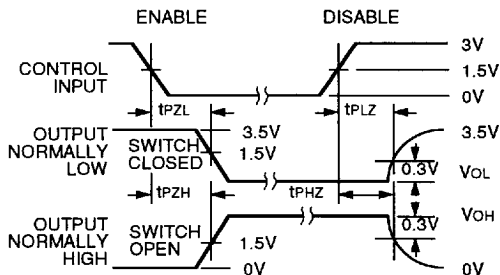 ENABLE DISABLE
3V
CONTROL INPUT 1.5V
0V
tPZL tPLZ
OUTPUT NORMALLY LOW
SWITCH CLOSED
3.5V 3.5V
1.5V
0.3V VOL
tPZH tPHZ
0.3V VOH
OUTPUT NORMALLY HIGH
SWITCH OPEN
1.5V
0V 0V